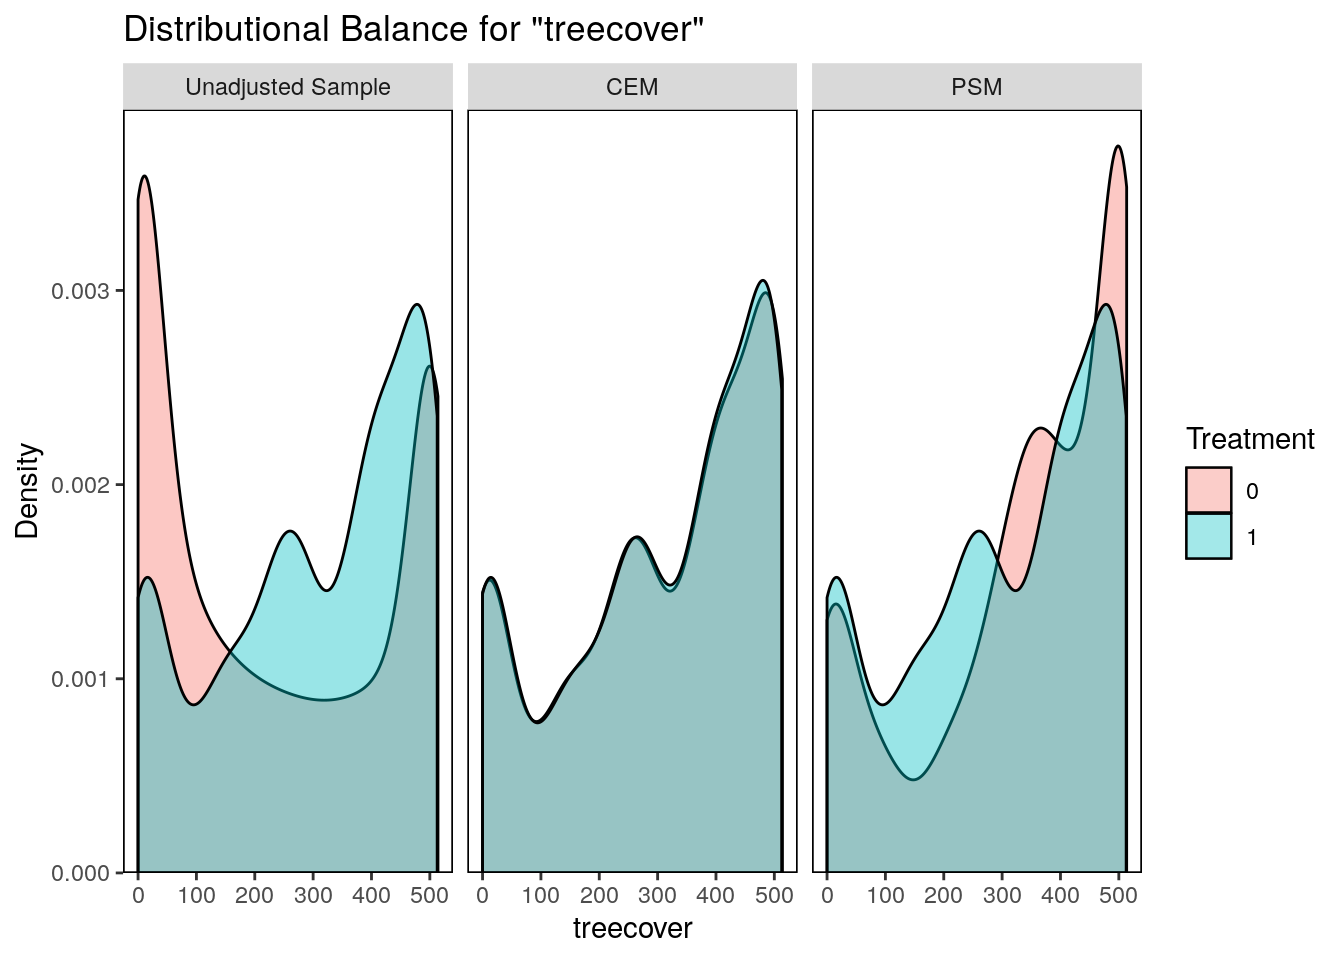 Distributional Balance for "treecover"
Unadjusted Sample
CEM
PSM
Density
0.003
0.002
0.001
0.000
0 100 200 300 400 500
0 100 200 300 400 500
0 100 200 300 400 500
treecover
Treatment
0
1